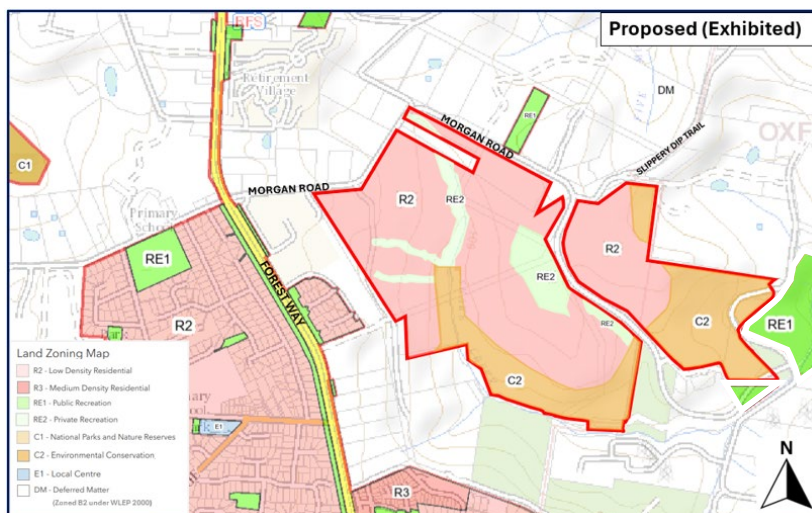 Proposed (Exhibited)
EFS
Retirement
Village
DM
RE1
MORGAN ROAD
SLIPPERY DIP TRAIL
C1
MORGAN ROAD
R2
RE2
R2
Primary
School
RE1
RE2
FOREST WAY
R2
RE2
C2
RE1
C2
Land Zoning Map
R2 - Low Density Residential
R3 - Medium Density Residential
RE1 - Public Recreation
RE2 - Private Recreation
C1 - National Parks and Nature Reserves
C2 - Environmental Conservation
E1 - Local Centre
DM - Deferred Matter
(Zoned B2 under WLEP 2000)
E1
R3
N